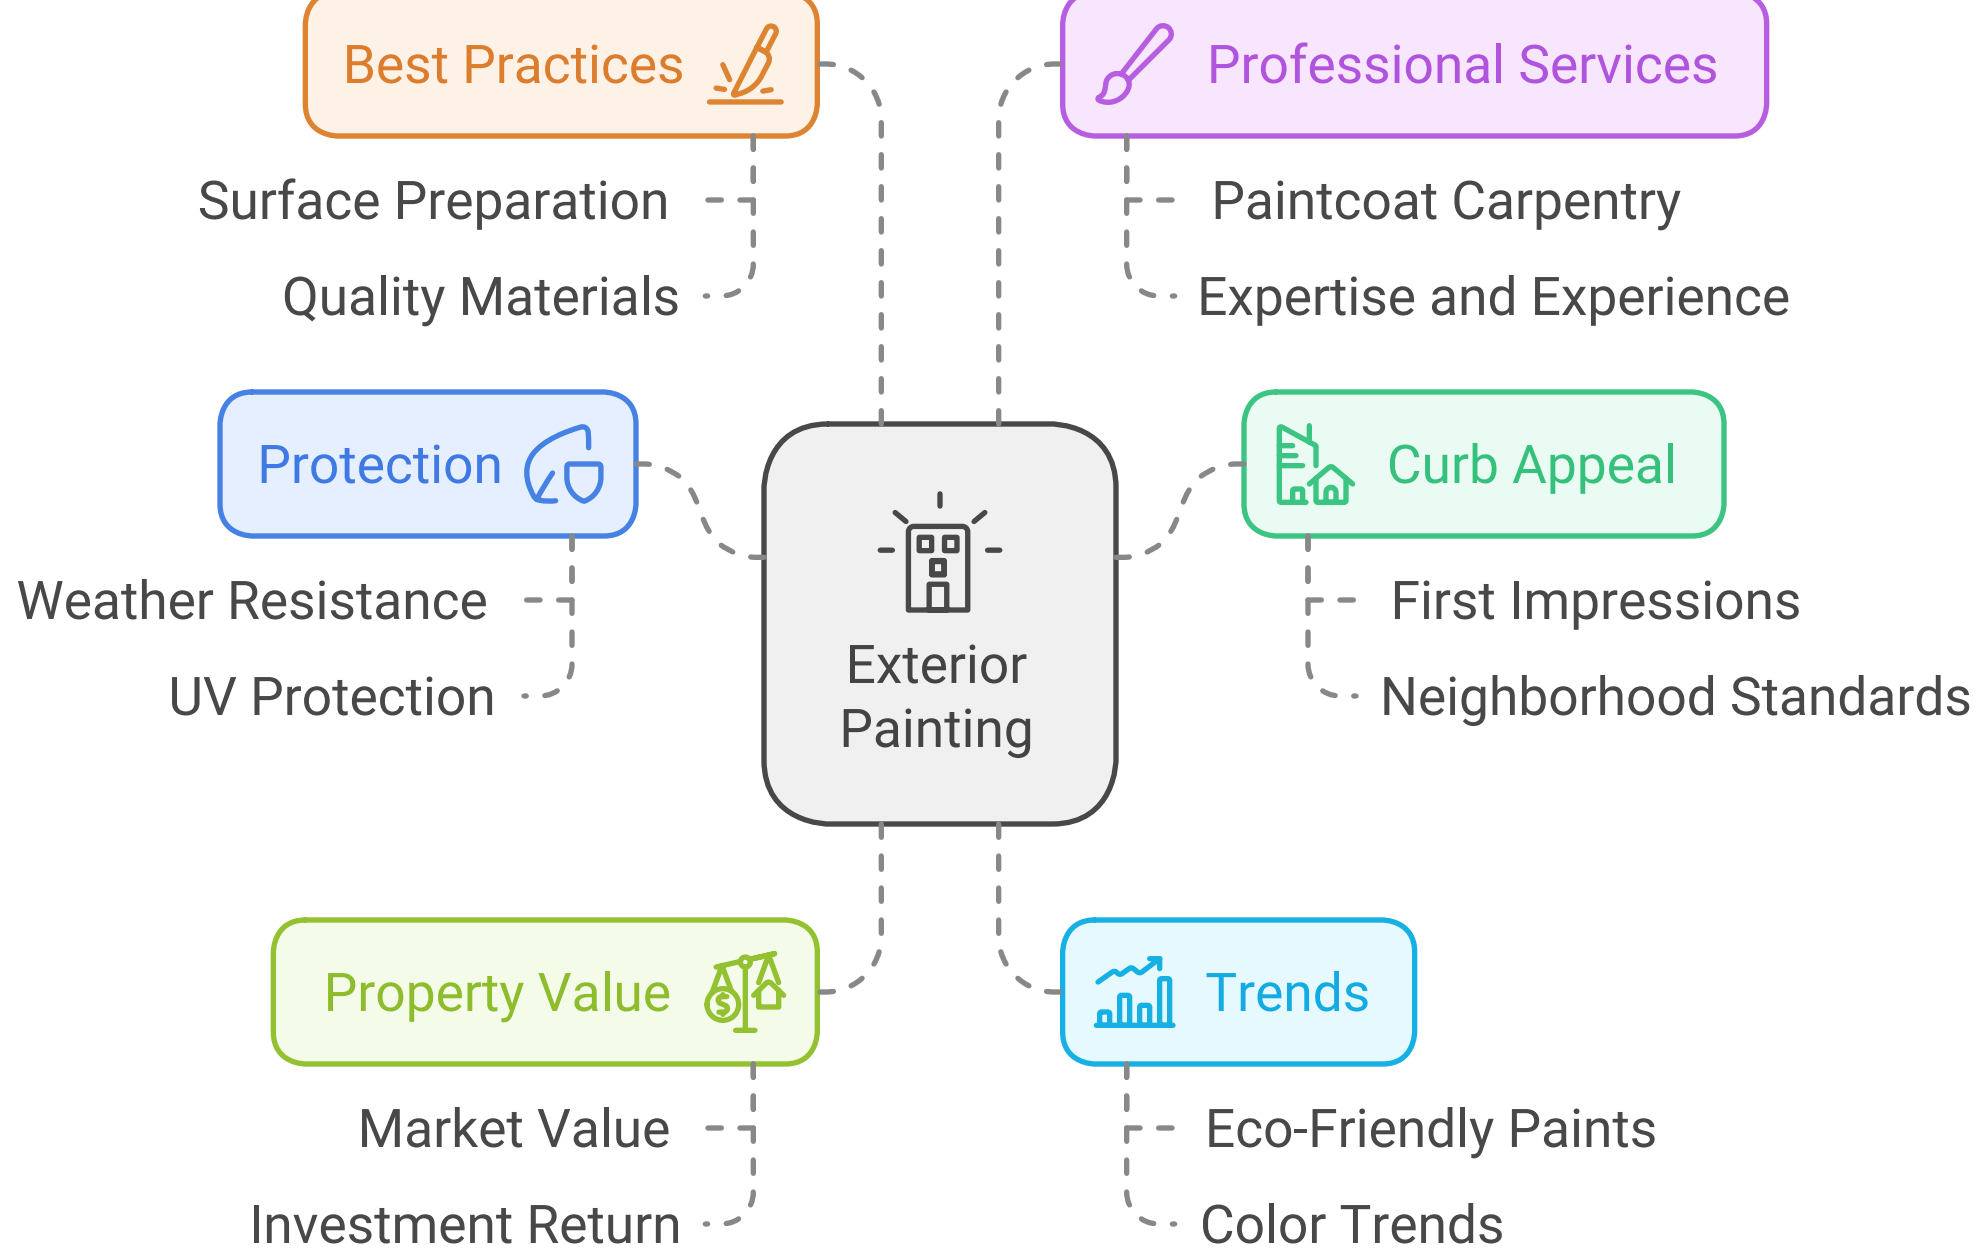 Best Practices
Surface Preparation
Quality Materials
Professional Services
Paintcoat Carpentry
Expertise and Experience
Protection
Weather Resistance
UV Protection
Exterior
Painting
Curb Appeal
First Impressions
Neighborhood Standards
Property Value
$
Market Value
Investment Return
Trends
Eco-Friendly Paints
Color Trends